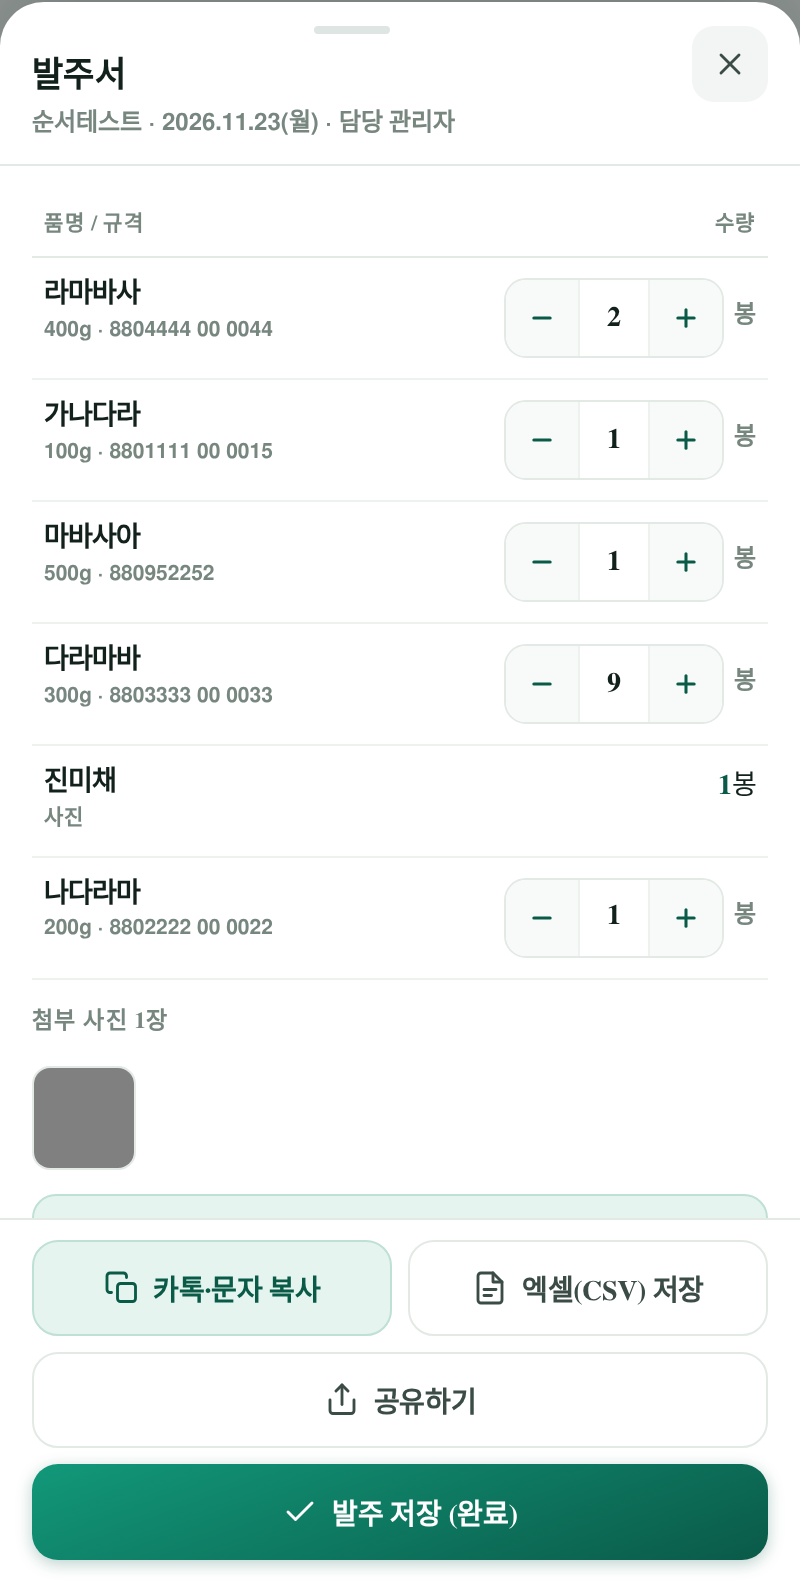 발주서
순서테스트 · 2026.11.23(월) · 담당 관리자
품명 / 규격 수량
라마바사
400g · 8804444 00 0044
− 2 + 봉
가나다라
100g · 8801111 00 0015
− 1 + 봉
마바사아
500g · 880952252
− 1 + 봉
다라마바
300g · 8803333 00 0033
− 9 + 봉
진미채 1봉
사진
나다라마
200g · 8802222 00 0022
− 1 + 봉
첨부 사진 1장
카톡·문자 복사
엑셀(CSV) 저장
공유하기
발주 저장 (완료)